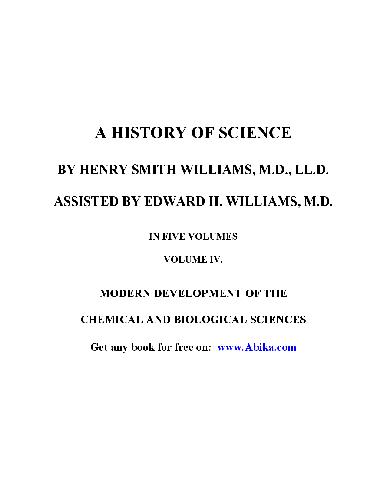 A HISTORY OF SCIENCE
BY HENRY SMITH WILLIAMS, M.D., LL.D.
ASSISTED BY EDWARD H. WILLIAMS, M.D.
IN FIVE VOLUMES
VOLUME IV.
MODERN DEVELOPMENT OF THE
CHEMICAL AND BIOLOGICAL SCIENCES
Get any book for free on: www.Abika.com